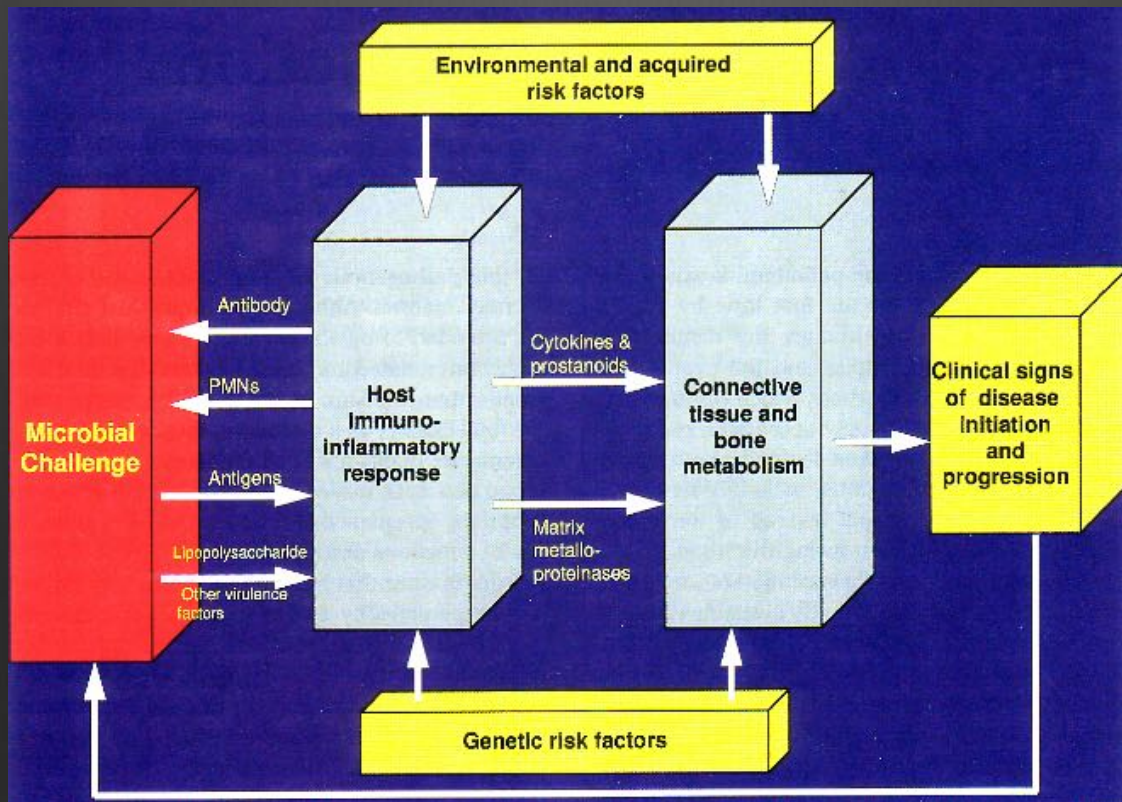 Environmental and acquired
risk factors
Antibody
PMNs
Microbial
Challenge
Antigens
Lipopolysaccharide
Other virulence
factors
Host
Immuno-
inflammatory
response
Cytokines &
prostanoids
Matrix
metallo-
proteinases
Connective
tissue and
bone
metabolism
Clinical signs
of disease
initiation
and
progression
Genetic risk factors